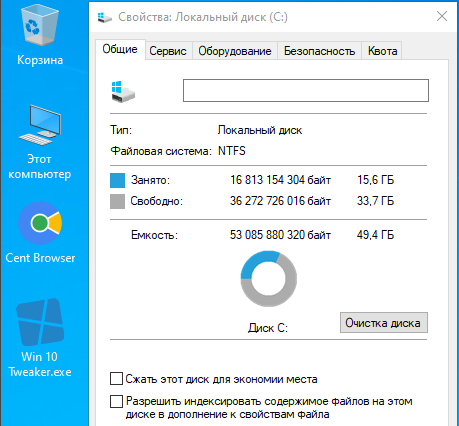 Корзина
Этот
компьютер
Cent Browser
Win 10
Tweaker.exe
Свойства: Локальный диск (C:)
Общие Сервис Оборудование Безопасность Квота
Тип: Локальный диск
Файловая система: NTFS
Занято: 16 813 154 304 байт 15,6 ГБ
Свободно: 36 272 726 016 байт 33,7 ГБ
Емкость: 53 085 880 320 байт 49,4 ГБ
Диск C: Очистка диска
Сжать этот диск для экономии места
Разрешить индексировать содержимое файлов на этом
диске в дополнение к свойствам файла